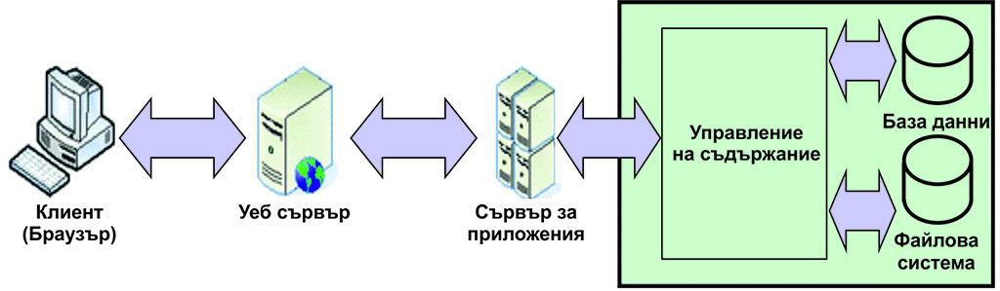 Клиент
(Браузър)
Уеб сървър
Сървър за
приложения
Управление
на съдържание
База данни
Файлова
система